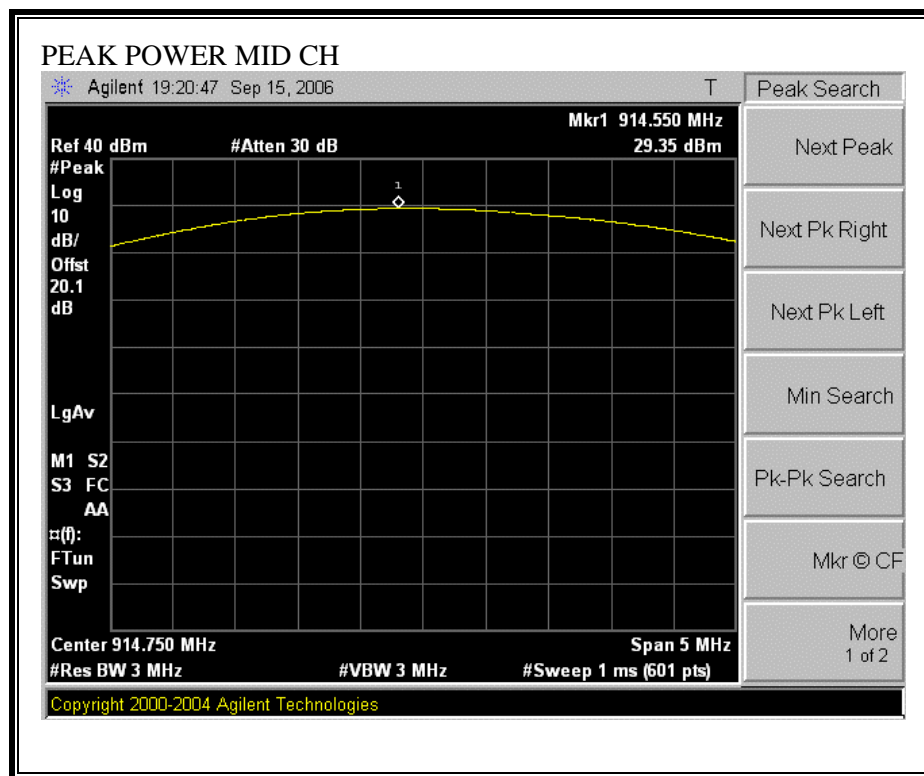 PEAK POWER MID CH
Agilent 19:20:47 Sep 15, 2006 T
Peak Search
Mkr1 914.550 MHz
Ref 40 dBm #Atten 30 dB 29.35 dBm
#Peak
Log
10
dB/
Offst
20.1
dB
1
LgAv
M1 S2
S3 FC
AA
¤(f):
FTun
Swp
Center 914.750 MHz Span 5 MHz
#Res BW 3 MHz #VBW 3 MHz #Sweep 1 ms (601 pts)
Next Peak
Next Pk Right
Next Pk Left
Min Search
Pk-Pk Search
Mkr © CF
More
1 of 2
Copyright 2000-2004 Agilent Technologies